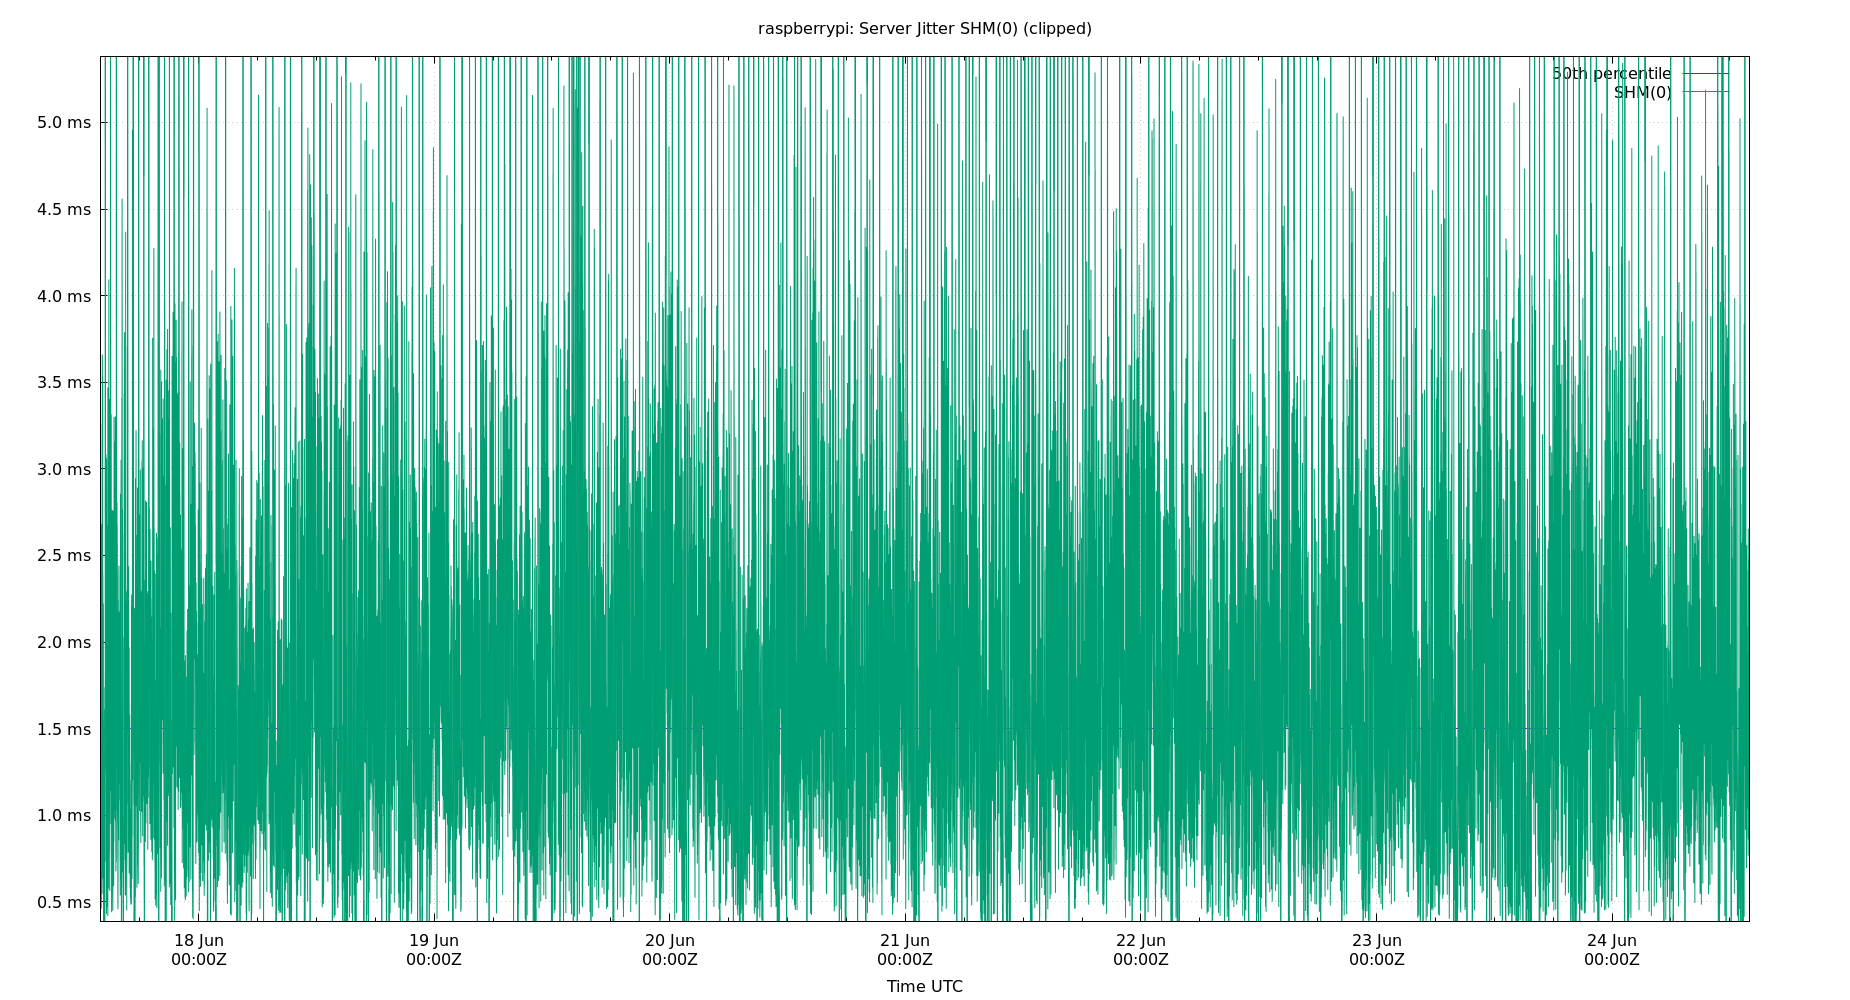 raspberrypi: Server Jitter SHM(0) (clipped)
50th percentile
SHM(0)
5.0 ms
4.5 ms
4.0 ms
3.5 ms
3.0 ms
2.5 ms
2.0 ms
1.5 ms
1.0 ms
0.5 ms
18 Jun 19 Jun 20 Jun 21 Jun 22 Jun 23 Jun 24 Jun
00:00Z 00:00Z 00:00Z 00:00Z 00:00Z 00:00Z 00:00Z
Time UTC